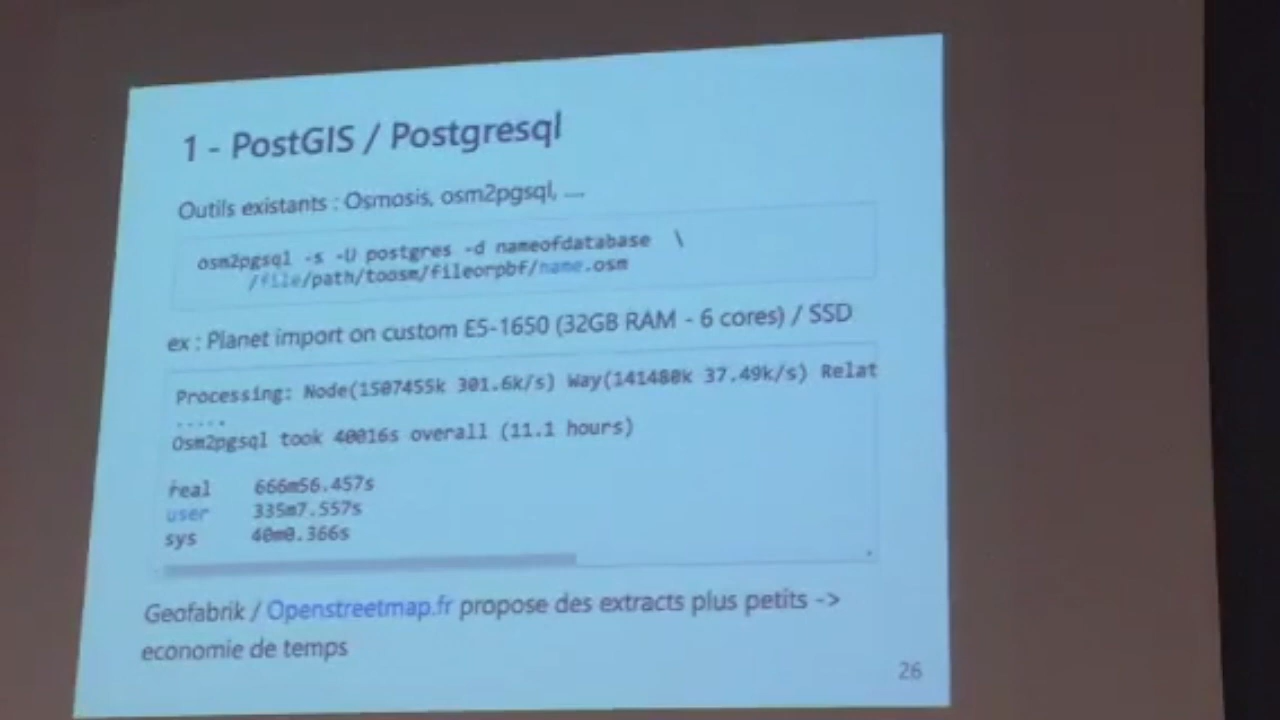 1 - PostGIS / Postgresql
Outils existants : Osmosis, osm2pgsql, ....
osm2pgsql -s -U postgres -d nameofdatabase \
/file/path/toosm/fileorpbf/name.osm
ex : Planet import on custom E5-1650 (32GB RAM - 6 cores) / SSD
Processing: Node(1507455k 301.6k/s) Way(141480k 37.49k/s) Relat
.....
Osm2pgsql took 40016s overall (11.1 hours)
real 666m56.457s
user 335m7.557s
sys 40m0.366s
Geofabrik / Openstreetmap.fr propose des extracts plus petits ->
economie de temps
26